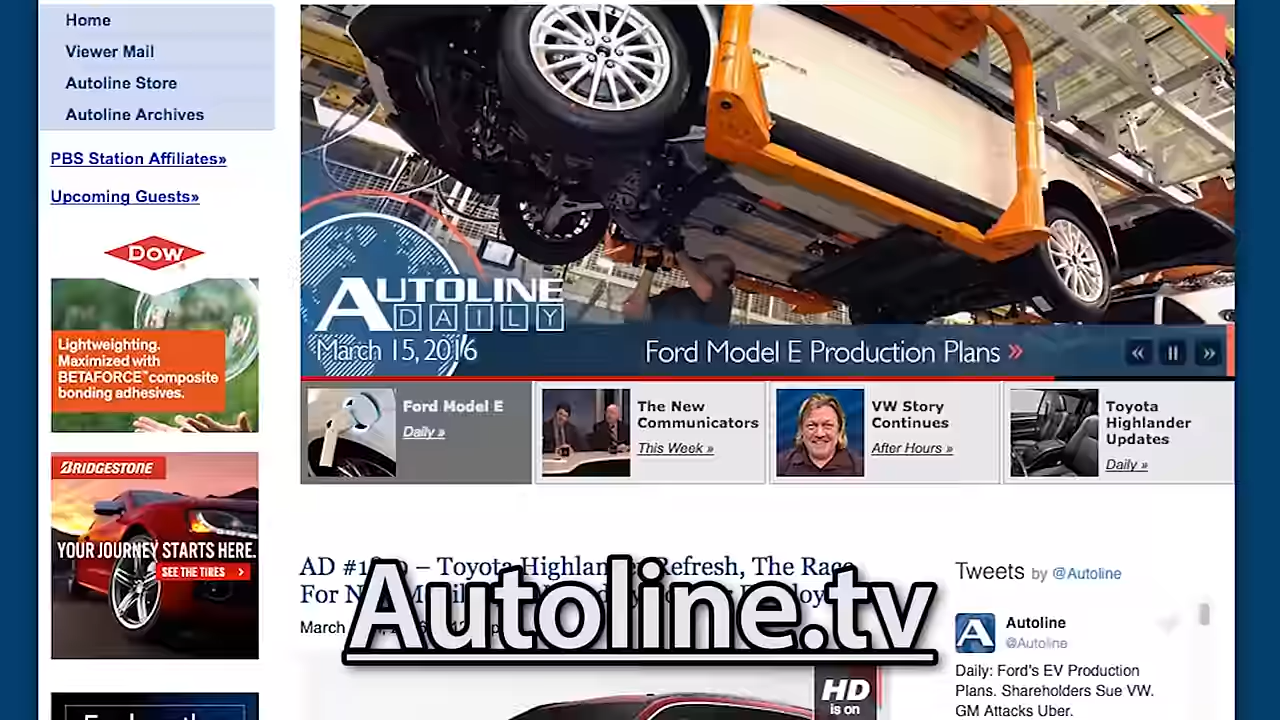 Home
Viewer Mail
Autoline Store
Autoline Archives
PBS Station Affiliates»
Upcoming Guests»
DOW
Lightweighting.
Maximized with
BETAFORCE™composite
bonding adhesives.
BRIDGESTONE
YOUR JOURNEY STARTS HERE.
SEE THE TIRES >
AUTOLINE
DAILY
March 15, 2016
Ford Model E Production Plans »
Ford Model E
Daily »
The New
Communicators
This Week »
VW Story
Continues
After Hours »
Toyota
Highlander
Updates
Daily »
AD #1 – Toyota Highlander Refresh, The Race
For
March
Autoline.tv
HD
is on
Tweets by @Autoline
Autoline
@Autoline
Daily: Ford's EV Production
Plans. Shareholders Sue VW.
GM Attacks Uber.